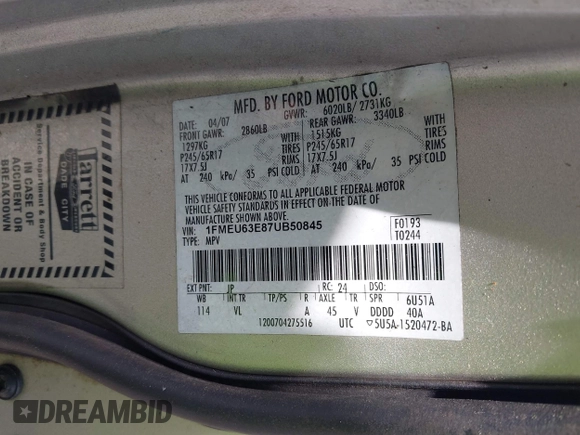 MFD. BY FORD MOTOR CO.
DATE: 04/07 GVWR: 6020LB/ 2731KG
FRONT GAWR: 2860LB REAR GAWR: 3340LB
1297KG WITH 1515KG WITH
P245/65R17 TIRES P245/65R17 TIRES
17X7.5J RIMS 17X7.5J RIMS
AT 240 kPa/ 35 PSI COLD AT 240 kPa/ 35 PSI COLD
THIS VEHICLE CONFORMS TO ALL APPLICABLE FEDERAL MOTOR
VEHICLE SAFETY STANDARDS IN EFFECT ON THE DATE OF
MANUFACTURE SHOWN ABOVE.
VIN: 1FMEU63E87UB50845 F0193
TYPE: MPV T0244
EXT PNT: JP RC: 24 DSO:
WB INT TR TP/PS R AXLE TR SPR 6U51A
114 VL A 45 V DDDD 40A
1200704275516 UTC ▽5U5A-1520472-BA
Jarrett
DADE CITY
Service Department & Body Shop
IN CASE OF
ACCIDENT OR
BREAKDOWN
DREAMBID